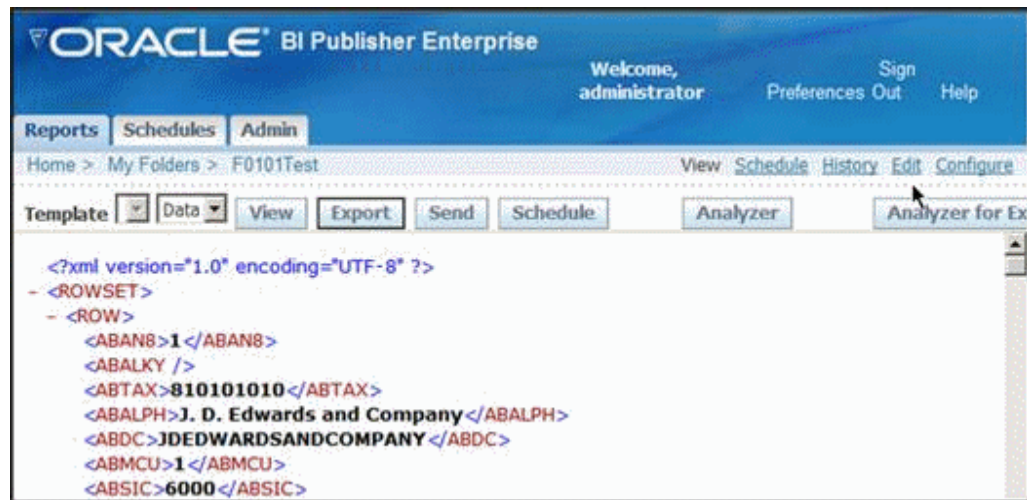 ORACLE BI Publisher Enterprise
Welcome, administrator
Preferences
Sign Out
Help
Reports Schedules Admin
Home > My Folders > F0101Test
View Schedule History Edit Configure
Template Data View Export Send Schedule Analyzer Analyzer for Ex
<?xml version="1.0" encoding="UTF-8" ?>
- <ROWSET>
- <ROW>
<ABAN8>1</ABAN8>
<ABALKY />
<ABTAX>810101010</ABTAX>
<ABALPH>J. D. Edwards and Company</ABALPH>
<ABDC>JDEDWARDSANDCOMPANY</ABDC>
<ABMCU>1</ABMCU>
<ABSIC>6000</ABSIC>